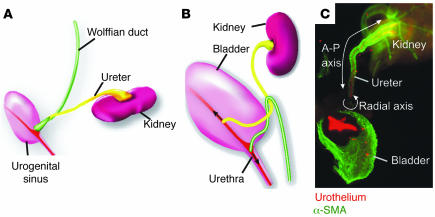 A
Wolffian duct
Ureter
Kidney
Urogenital
sinus
B
Kidney
Bladder
Urethra
C
A-P
axis
Kidney
Ureter
Radial axis
Bladder
Urothelium
α-SMA